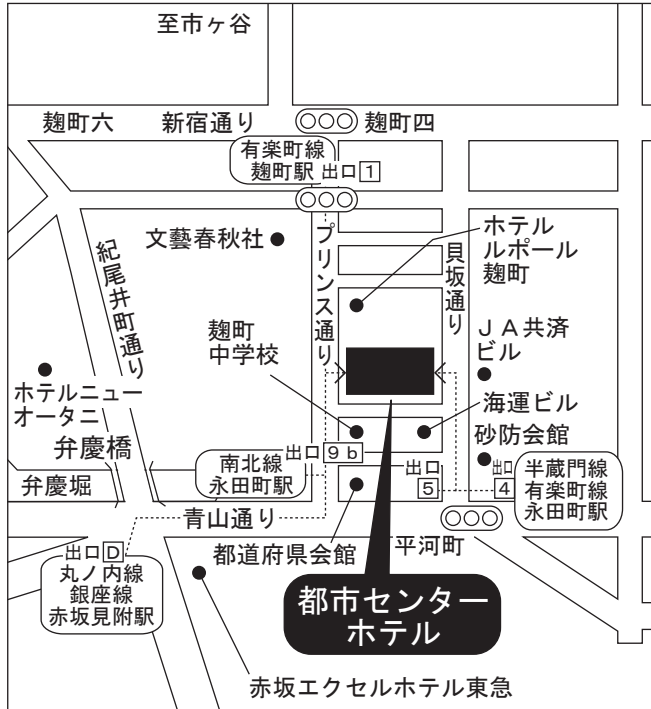 至市ヶ谷
麹町六
新宿通り
麹町四
有楽町線
麹町駅 出口1
文藝春秋社
プリンス通り
ホテル
ルポール
麹町
貝坂通り
紀尾井町通り
麹町
中学校
JA共済
ビル
ホテルニュー
オータニ
海運ビル
弁慶橋
砂防会館
出口9b
南北線
永田町駅
出口
5
出口
4
半蔵門線
有楽町線
永田町駅
弁慶堀
青山通り
都道府県会館
平河町
出口D
丸ノ内線
銀座線
赤坂見附駅
都市センター
ホテル
赤坂エクセルホテル東急